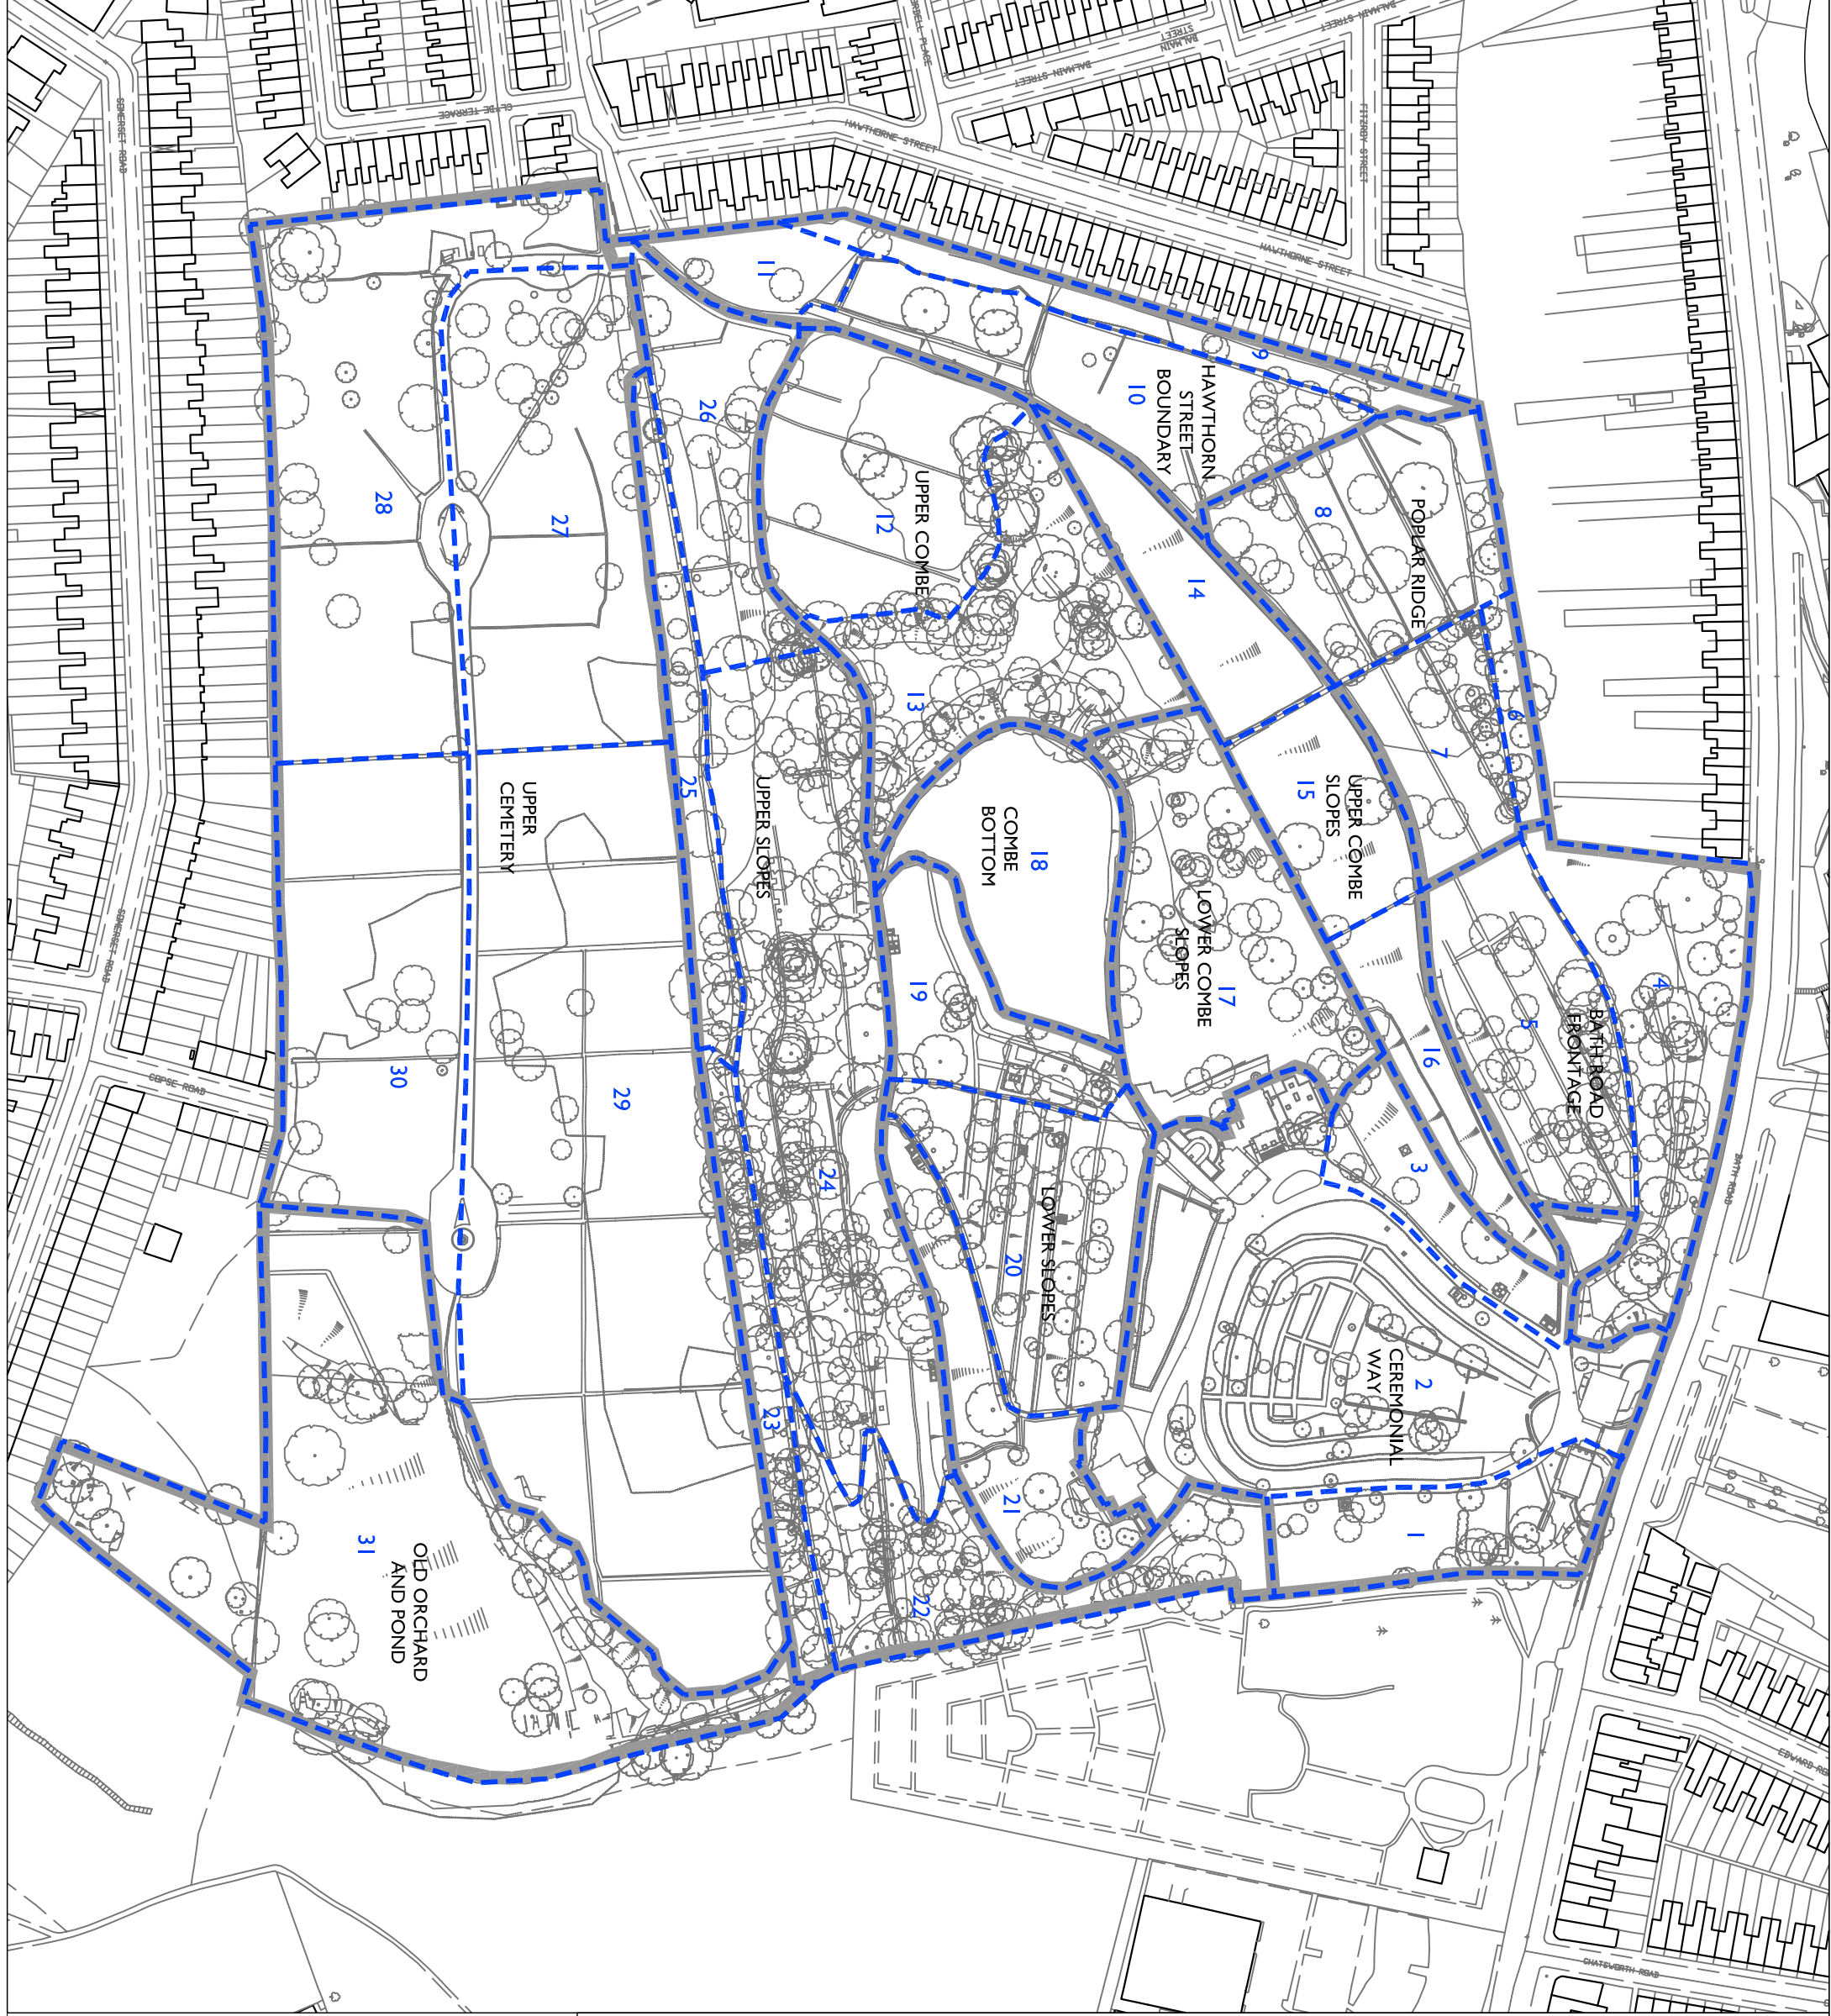 CHATSWORTH ROAD
BATH ROAD
4
BATH ROAD
FRONTAGE
5
6
7
POPLAR RIDGE
8
FITZROY STREET
BALMAIN STREET
BALMAIN
STREET
BALMAIN STREET
HAWTHORNE STREET
HAWTHORNE STREET
9
HAWTHORN
STREET
BOUNDARY
10
11
1
2
CEREMONIAL
WAY
3
16
UPPER COMBE
SLOPES
15
14
17
LOWER COMBE
SLOPES
18
COMBE
BOTTOM
LOWER SLOPES
20
21
22
19
13
UPPER COMBE
12
24
23
UPPER SLOPES
25
26
CLYDE TERRACE
29
27
UPPER
CEMETERY
OLD ORCHARD
AND POND
31
30
28
COPSE ROAD
SOMERSET ROAD
SOMERSET ROAD